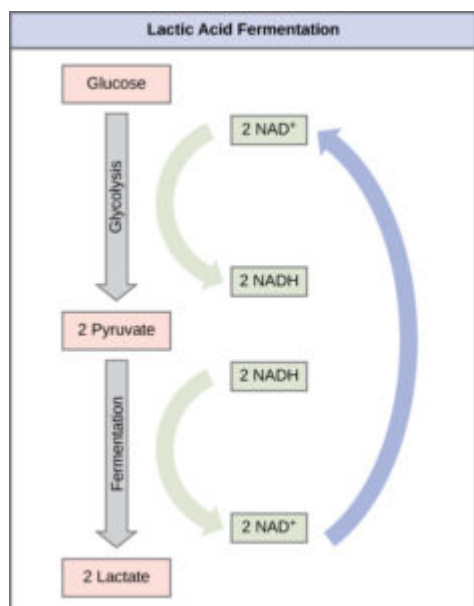 Lactic Acid Fermentation
Glucose
2 NAD⁺
Glycolysis
2 NADH
2 Pyruvate
2 NADH
Fermentation
2 NAD⁺
2 Lactate